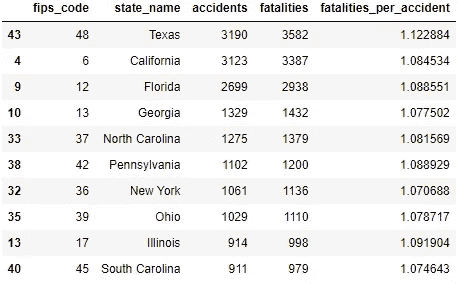 fips_code state_name accidents fatalities fatalities_per_accident
43 48 Texas 3190 3582 1.122884
4 6 California 3123 3387 1.084534
9 12 Florida 2699 2938 1.088551
10 13 Georgia 1329 1432 1.077502
33 37 North Carolina 1275 1379 1.081569
38 42 Pennsylvania 1102 1200 1.088929
32 36 New York 1061 1136 1.070688
35 39 Ohio 1029 1110 1.078717
13 17 Illinois 914 998 1.091904
40 45 South Carolina 911 979 1.074643